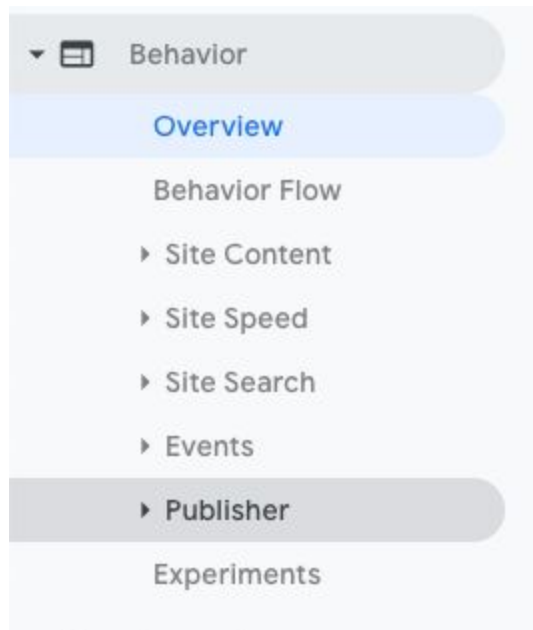 Behavior
Overview
Behavior Flow
Site Content
Site Speed
Site Search
Events
Publisher
Experiments